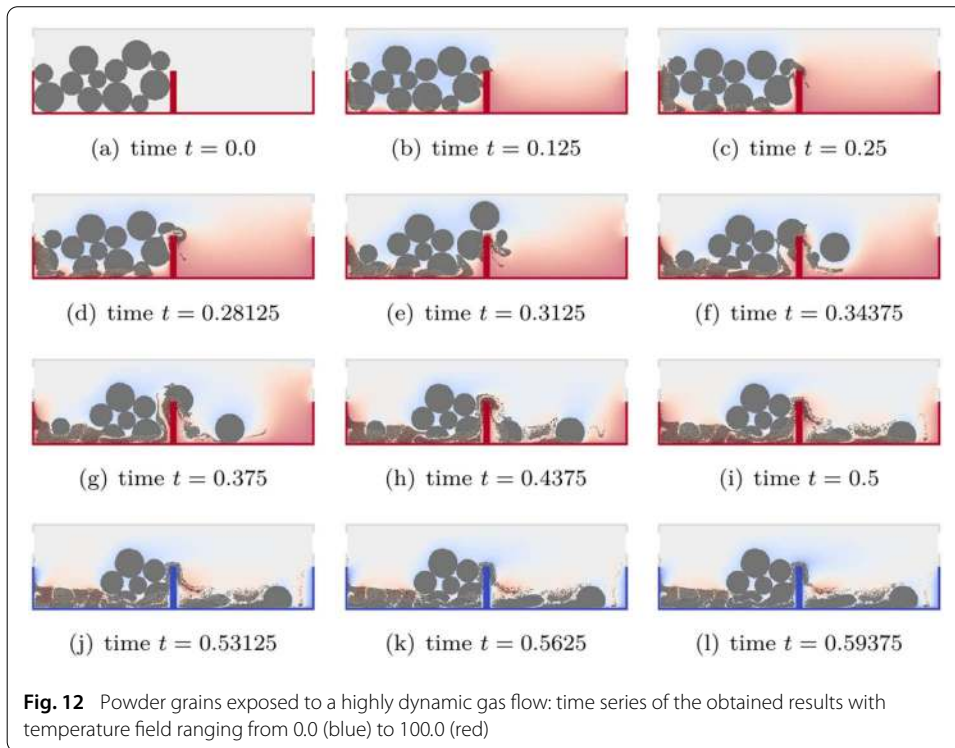 (a) time t = 0.0
(b) time t = 0.125
(c) time t = 0.25
(d) time t = 0.28125
(e) time t = 0.3125
(f) time t = 0.34375
(g) time t = 0.375
(h) time t = 0.4375
(i) time t = 0.5
(j) time t = 0.53125
(k) time t = 0.5625
(l) time t = 0.59375
Fig. 12 Powder grains exposed to a highly dynamic gas flow: time series of the obtained results with
temperature field ranging from 0.0 (blue) to 100.0 (red)